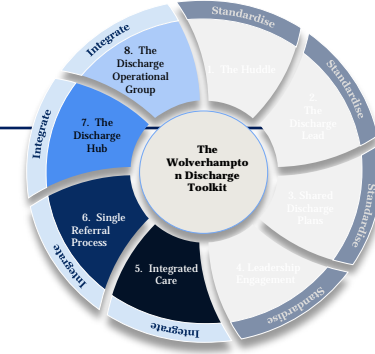 Standardise
1. The Huddle
Standardise
2.
The
Discharge
Lead
Standardise
3. Shared
Discharge
Plans
Standardise
4. Leadership
Engagement
Integrate
5. Integrated
Care
Integrate
6. Single
Referral
Process
Integrate
7. The
Discharge
Hub
Integrate
8. The
Discharge
Operational
Group
The
Wolverhampto
n Discharge
Toolkit